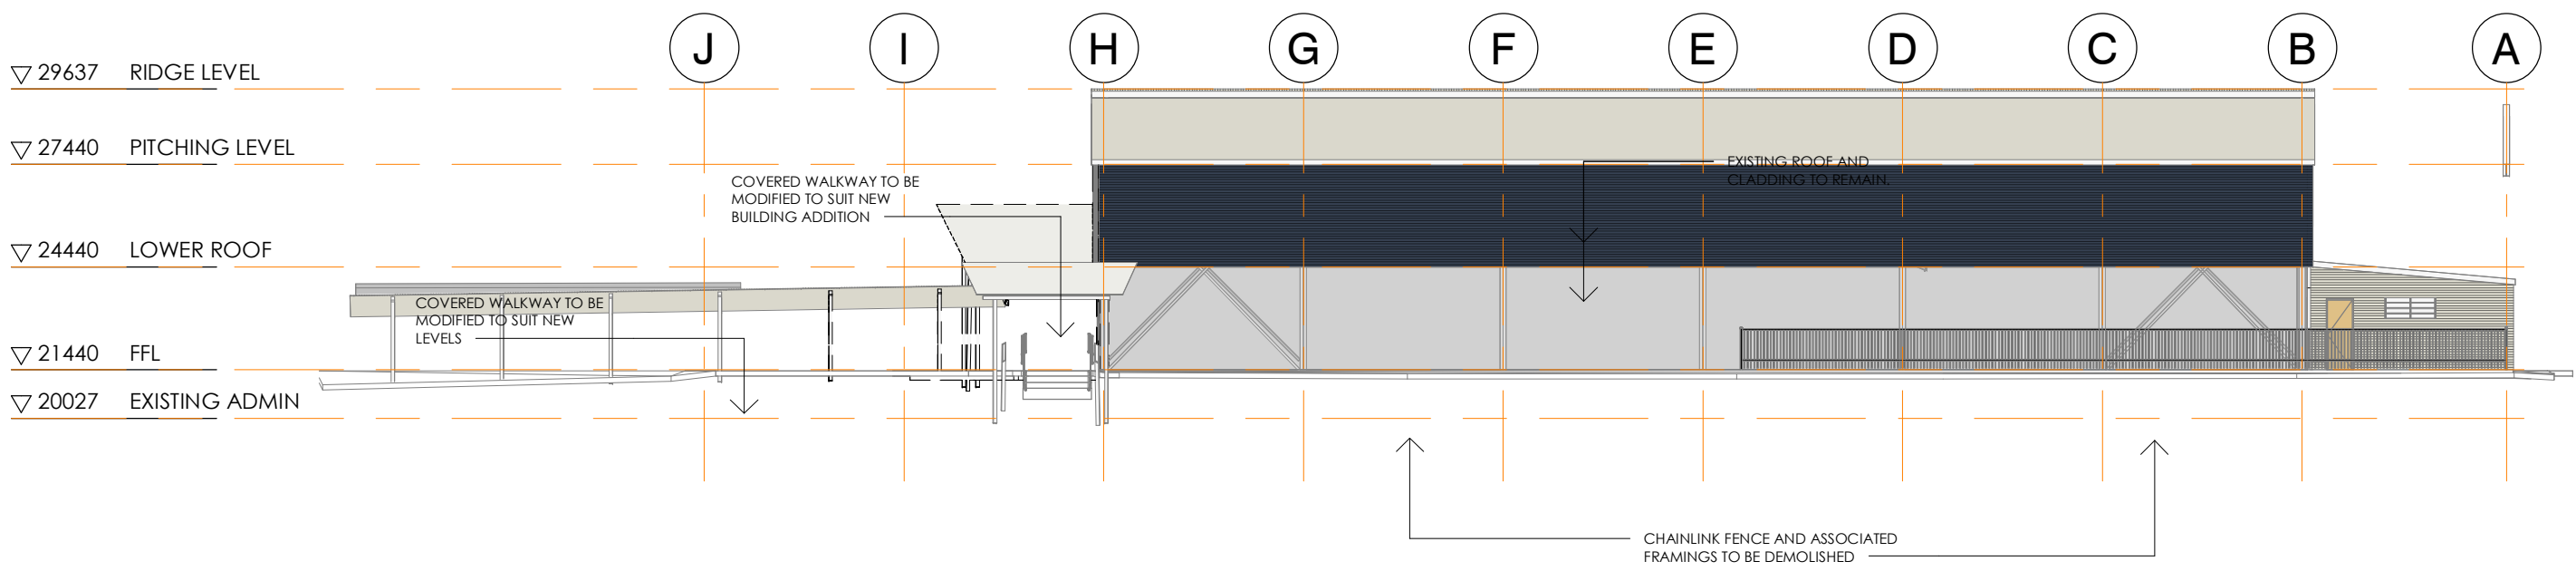 J I H G F E D C B A
29637 RIDGE LEVEL
27440 PITCHING LEVEL
24440 LOWER ROOF
21440 FFL
20027 EXISTING ADMIN
COVERED WALKWAY TO BE
MODIFIED TO SUIT NEW
BUILDING ADDITION
EXISTING ROOF AND
CLADDING TO REMAIN.
COVERED WALKWAY TO BE
MODIFIED TO SUIT NEW
LEVELS
CHAINLINK FENCE AND ASSOCIATED
FRAMINGS TO BE DEMOLISHED